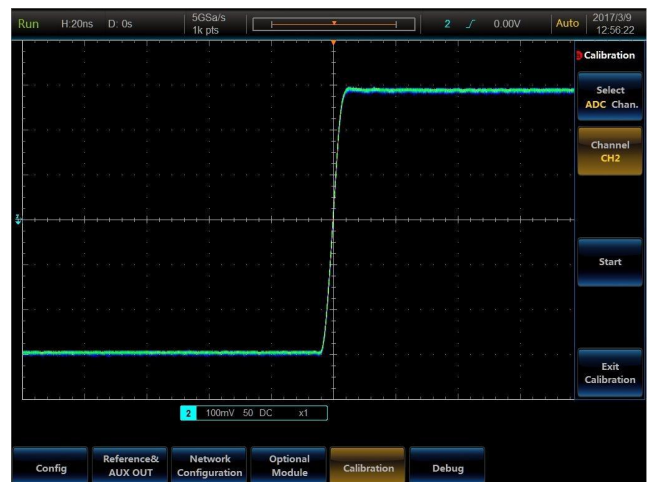 Run H:20ns D: 0s 5GSa/s 1k pts 2 0.00V Auto 2017/3/9 12:56:22
Calibration
Select
ADC Chan.
Channel
CH2
Start
Exit
Calibration
2 100mV 50 DC x1
Config
Reference&
AUX OUT
Network
Configuration
Optional
Module
Calibration
Debug